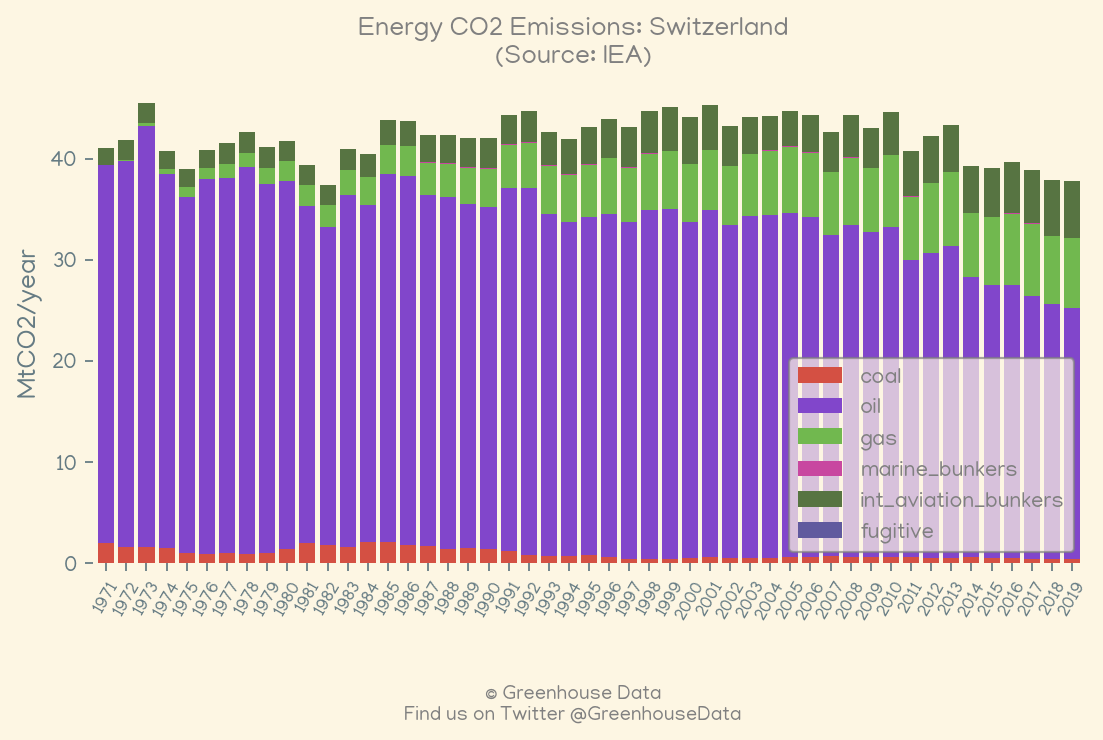 Energy CO2 Emissions: Switzerland
(Source: IEA)
MtCO2/year
40
30
20
10
0
coal
oil
gas
marine_bunkers
int_aviation_bunkers
fugitive
1971 1972 1973 1974 1975 1976 1977 1978 1979 1980 1981 1982 1983 1984 1985 1986 1987 1988 1989 1990 1991 1992 1993 1994 1995 1996 1997 1998 1999 2000 2001 2002 2003 2004 2005 2006 2007 2008 2009 2010 2011 2012 2013 2014 2015 2016 2017 2018 2019
© Greenhouse Data
Find us on Twitter @GreenhouseData